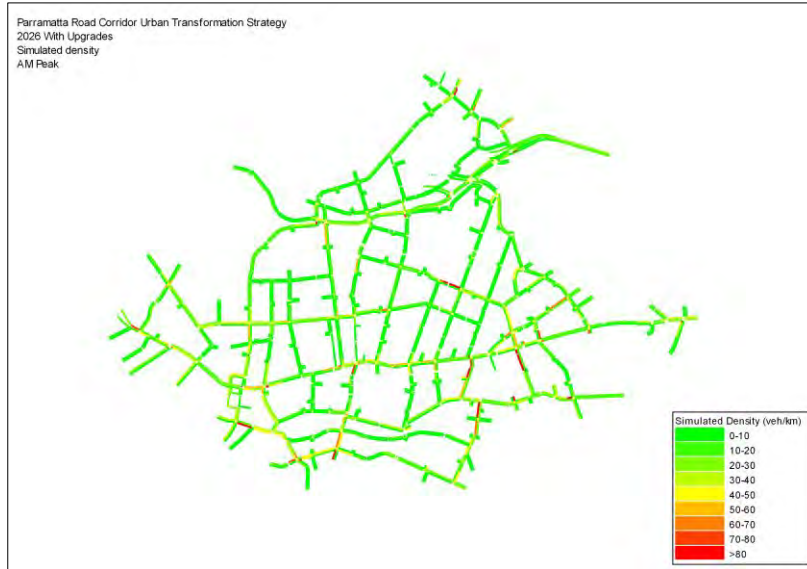 Parramatta Road Corridor Urban Transformation Strategy
2026 With Upgrades
Simulated density
AM Peak
Simulated Density (veh/km)
0-10
10-20
20-30
30-40
40-50
50-60
60-70
70-80
>80